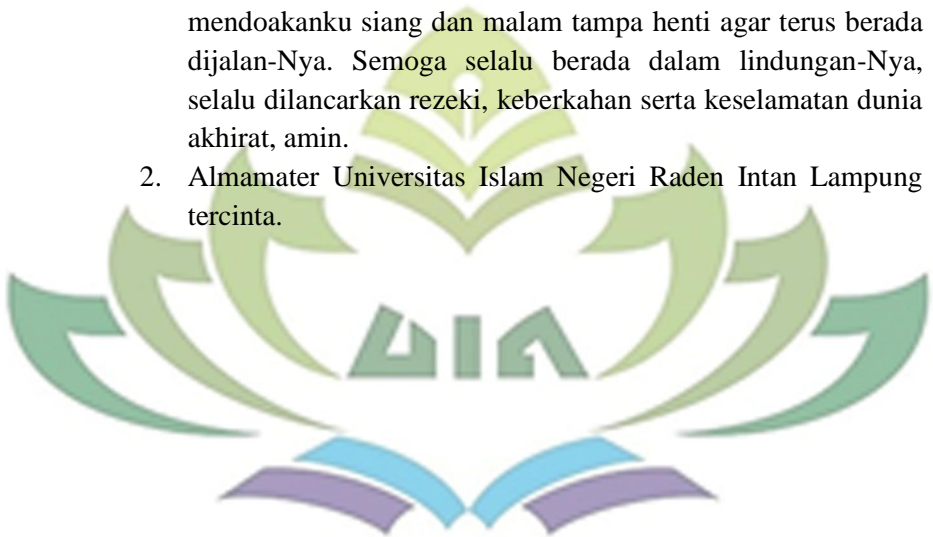 mendoakanku siang dan malam tampa henti agar terus berada
dijalan-Nya. Semoga selalu berada dalam lindungan-Nya,
selalu dilancarkan rezeki, keberkahan serta keselamatan dunia
akhirat, amin.
2. Almamater Universitas Islam Negeri Raden Intan Lampung
tercinta.
UIN